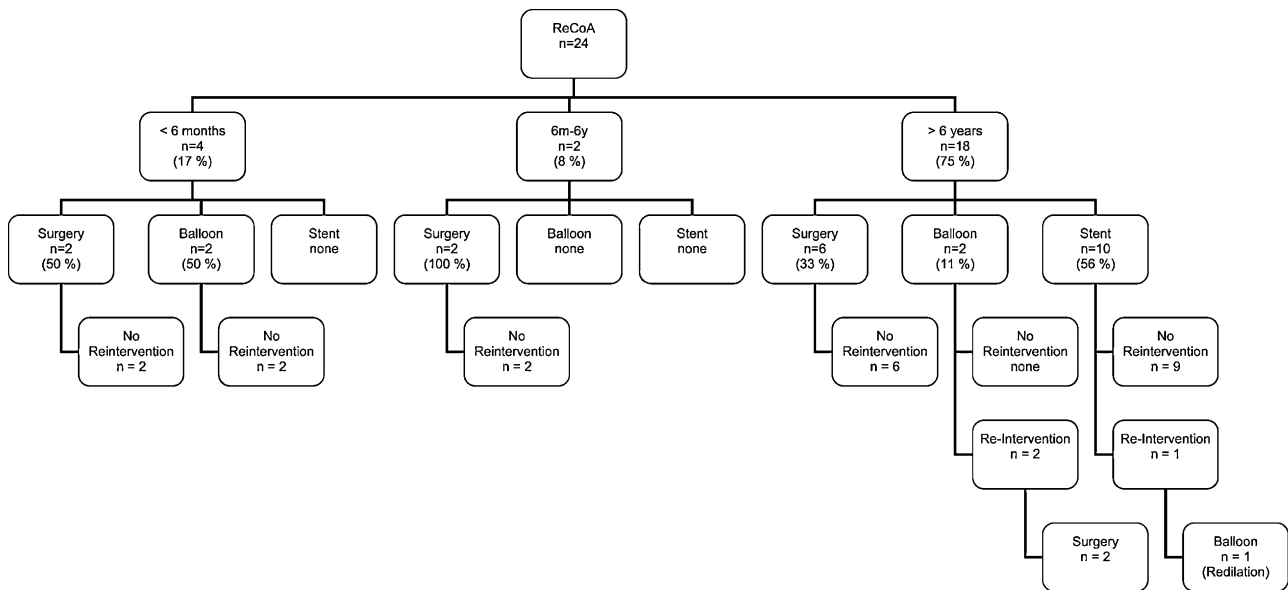 ReCoA
n=24
< 6 months
n=4
(17 %)
6m-6y
n=2
(8 %)
> 6 years
n=18
(75 %)
Surgery
n=2
(50 %)
Balloon
n=2
(50 %)
Stent
none
Surgery
n=2
(100 %)
Balloon
none
Stent
none
Surgery
n=6
(33 %)
Balloon
n=2
(11 %)
Stent
n=10
(56 %)
No
Reintervention
n = 2
No
Reintervention
n = 2
No
Reintervention
n = 2
No
Reintervention
n = 6
No
Reintervention
none
No
Reintervention
n = 9
Re-Intervention
n = 2
Re-Intervention
n = 1
Surgery
n = 2
Balloon
n = 1
(Redilation)